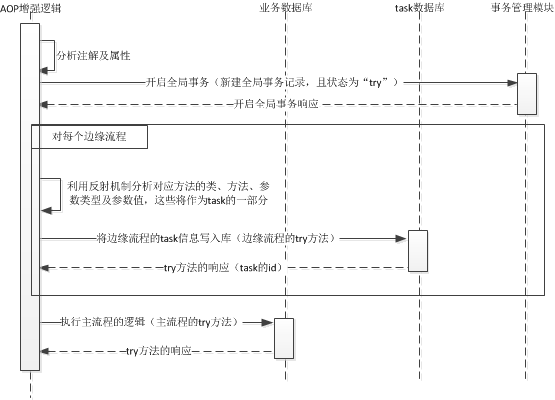 AOP增强逻辑 业务数据库 task数据库 事务管理模块
分析注解及属性
开启全局事务（新建全局事务记录，且状态为“try”）
开启全局事务响应
对每个边缘流程
利用反射机制分析对应方法的类、方法、参
数类型及参数值，这些将作为task的一部分
将边缘流程的task信息写入库（边缘流程的try方法）
try方法的响应（task的id）
执行主流程的逻辑（主流程的try方法）
try方法的响应